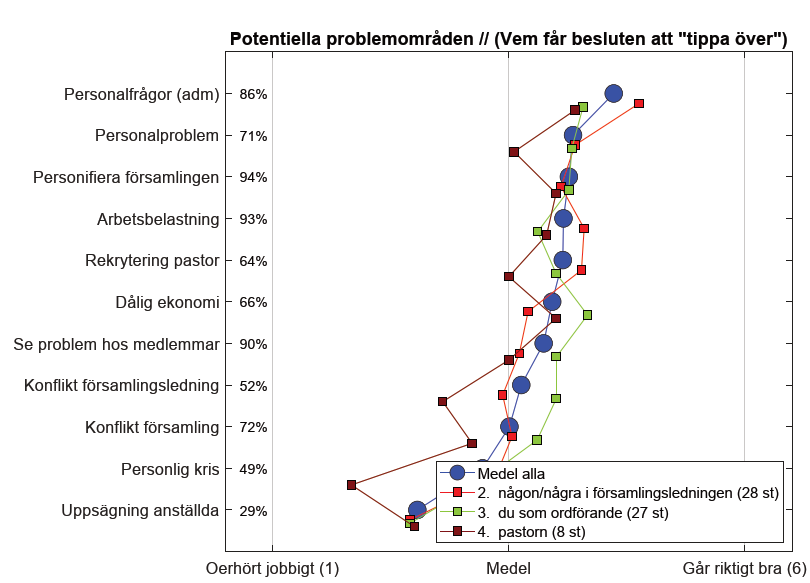 Potentiella problemområden // (Vem får besluten att "tippa över")
Personalfrågor (adm) 86%
Personalproblem 71%
Personifiera församlingen 94%
Arbetsbelastning 93%
Rekrytering pastor 64%
Dålig ekonomi 66%
Se problem hos medlemmar 90%
Konflikt församlingsledning 52%
Konflikt församling 72%
Personlig kris 49%
Uppsägning anställda 29%
Medel alla
2. någon/några i församlingsledningen (28 st)
3. du som ordförande (27 st)
4. pastorn (8 st)
Oerhört jobbigt (1) Medel Går riktigt bra (6)